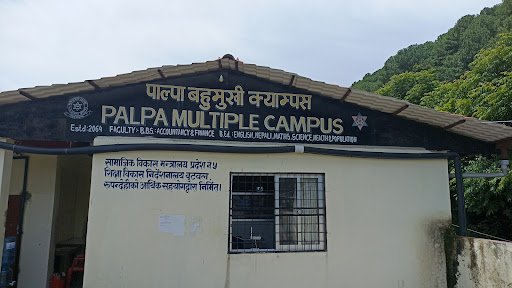 पाल्पा बहुमुखी क्याम्पस
PALPA MULTIPLE CAMPUS
Estd: 2064 FACULTY : B.B.S : ACCOUNTANCY & FINANCE B.Ed : ENGLISH, NEPALI, MATHS, SCIENCE, HEALTH & POPULATION
सामाजिक विकास मन्त्रालय प्रदेश नं ५
शिक्षा विकास निर्देशनालय बुटवल
रुपन्देहीको आर्थिक सहयोगद्वारा निर्मित।